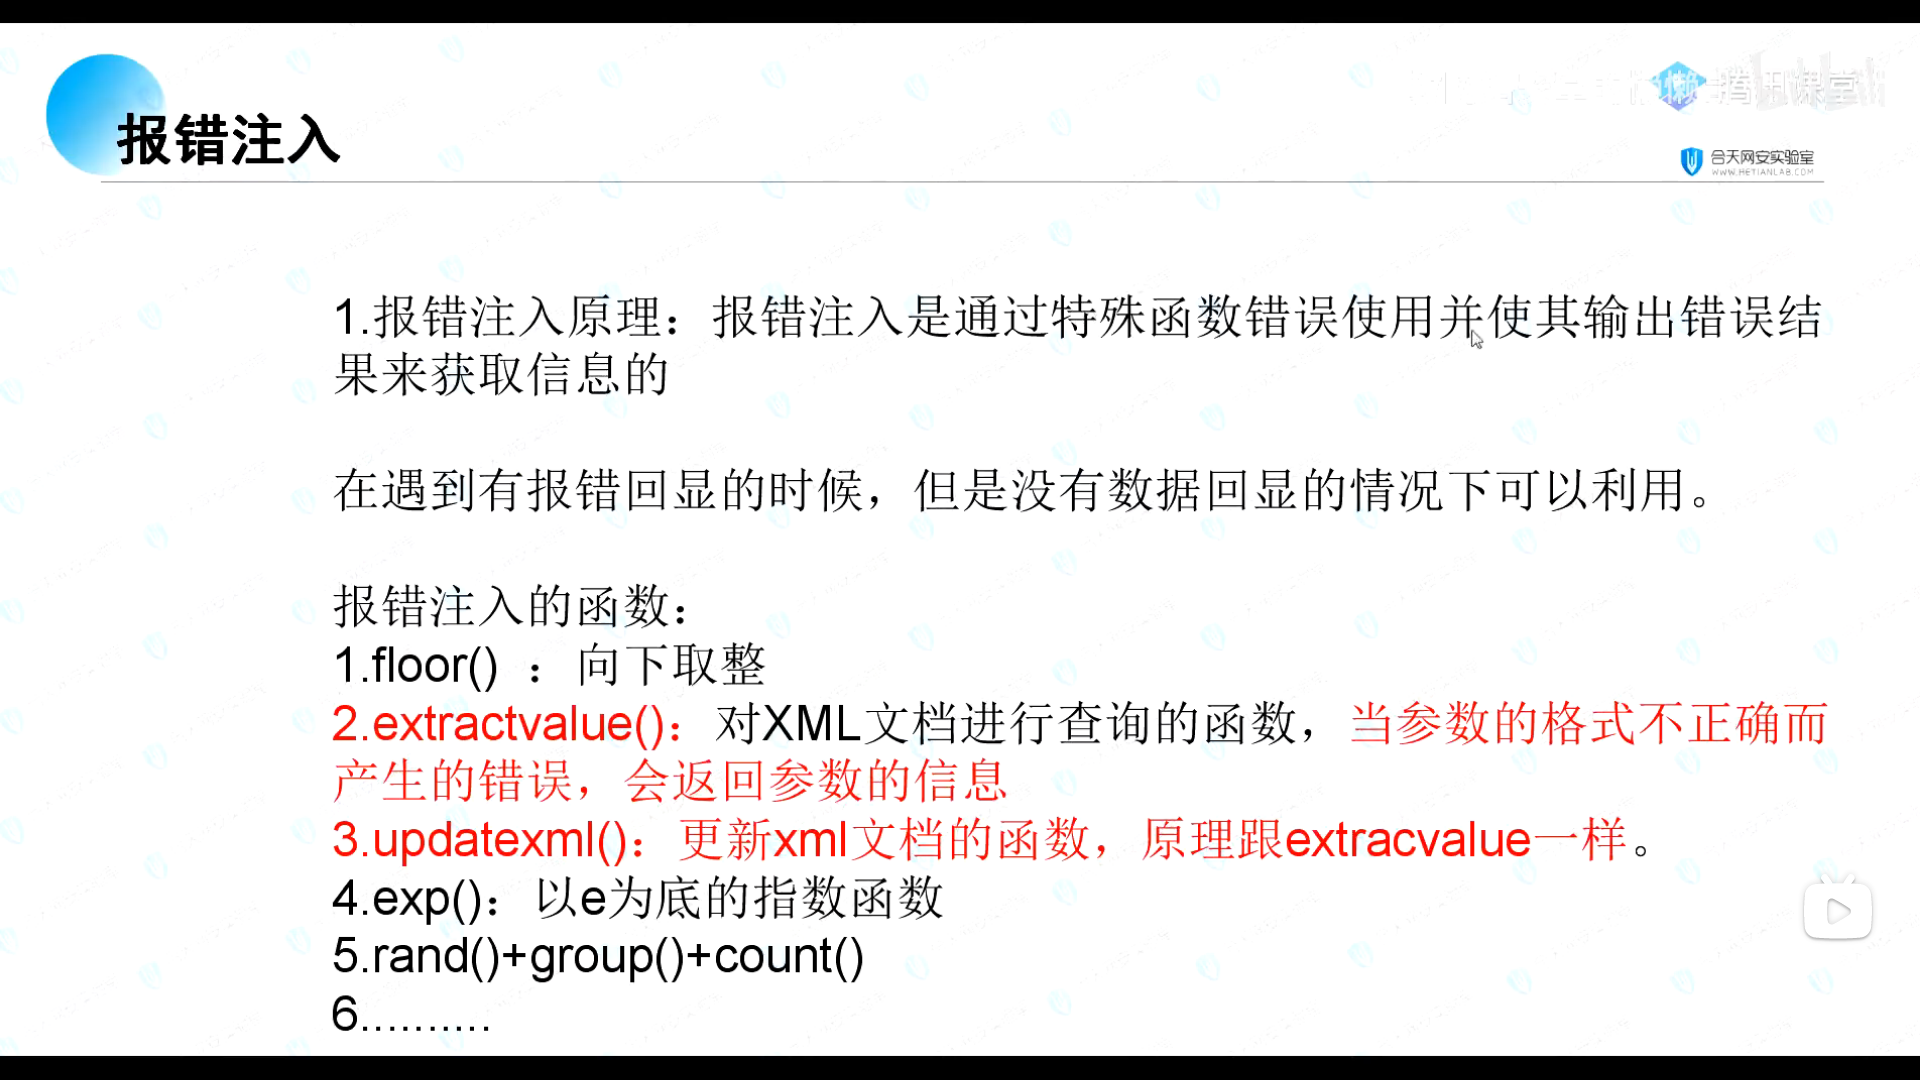 报错注入
合天网安实验室
WWW.HETIANLAB.COM
1.报错注入原理：报错注入是通过特殊函数错误使用并使其输出错误结
果来获取信息的
在遇到有报错回显的时候，但是没有数据回显的情况下可以利用。
报错注入的函数：
1.floor() ：向下取整
2.extractvalue()：对XML文档进行查询的函数，当参数的格式不正确而
产生的错误，会返回参数的信息
3.updatexml()：更新xml文档的函数，原理跟extracvalue一样。
4.exp()：以e为底的指数函数
5.rand()+group()+count()
6..........